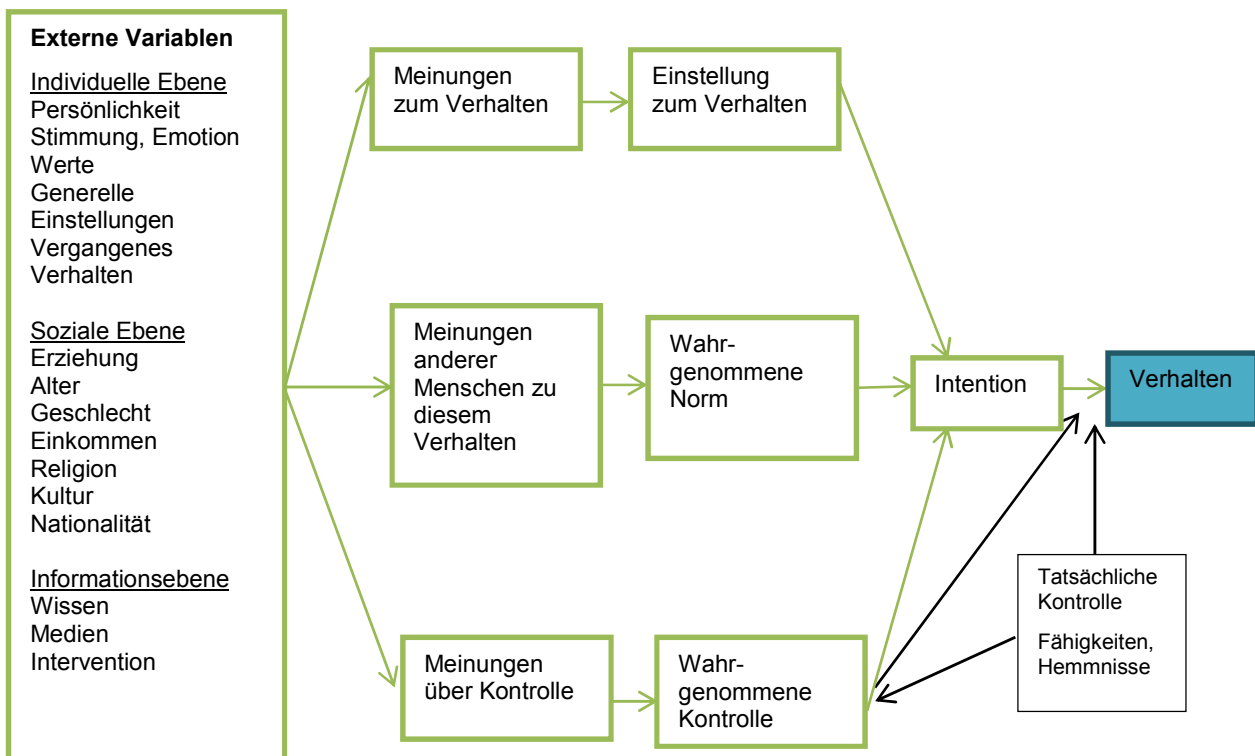 Externe Variablen
Individuelle Ebene
Persönlichkeit
Stimmung, Emotion
Werte
Generelle
Einstellungen
Vergangenes
Verhalten
Soziale Ebene
Erziehung
Alter
Geschlecht
Einkommen
Religion
Kultur
Nationalität
Informationsebene
Wissen
Medien
Intervention
Meinungen
zum Verhalten
Einstellung
zum Verhalten
Meinungen
anderer
Menschen zu
diesem
Verhalten
Wahr-
genommene
Norm
Meinungen
über Kontrolle
Wahr-
genommene
Kontrolle
Intention
Verhalten
Tatsächliche
Kontrolle
Fähigkeiten,
Hemmnisse